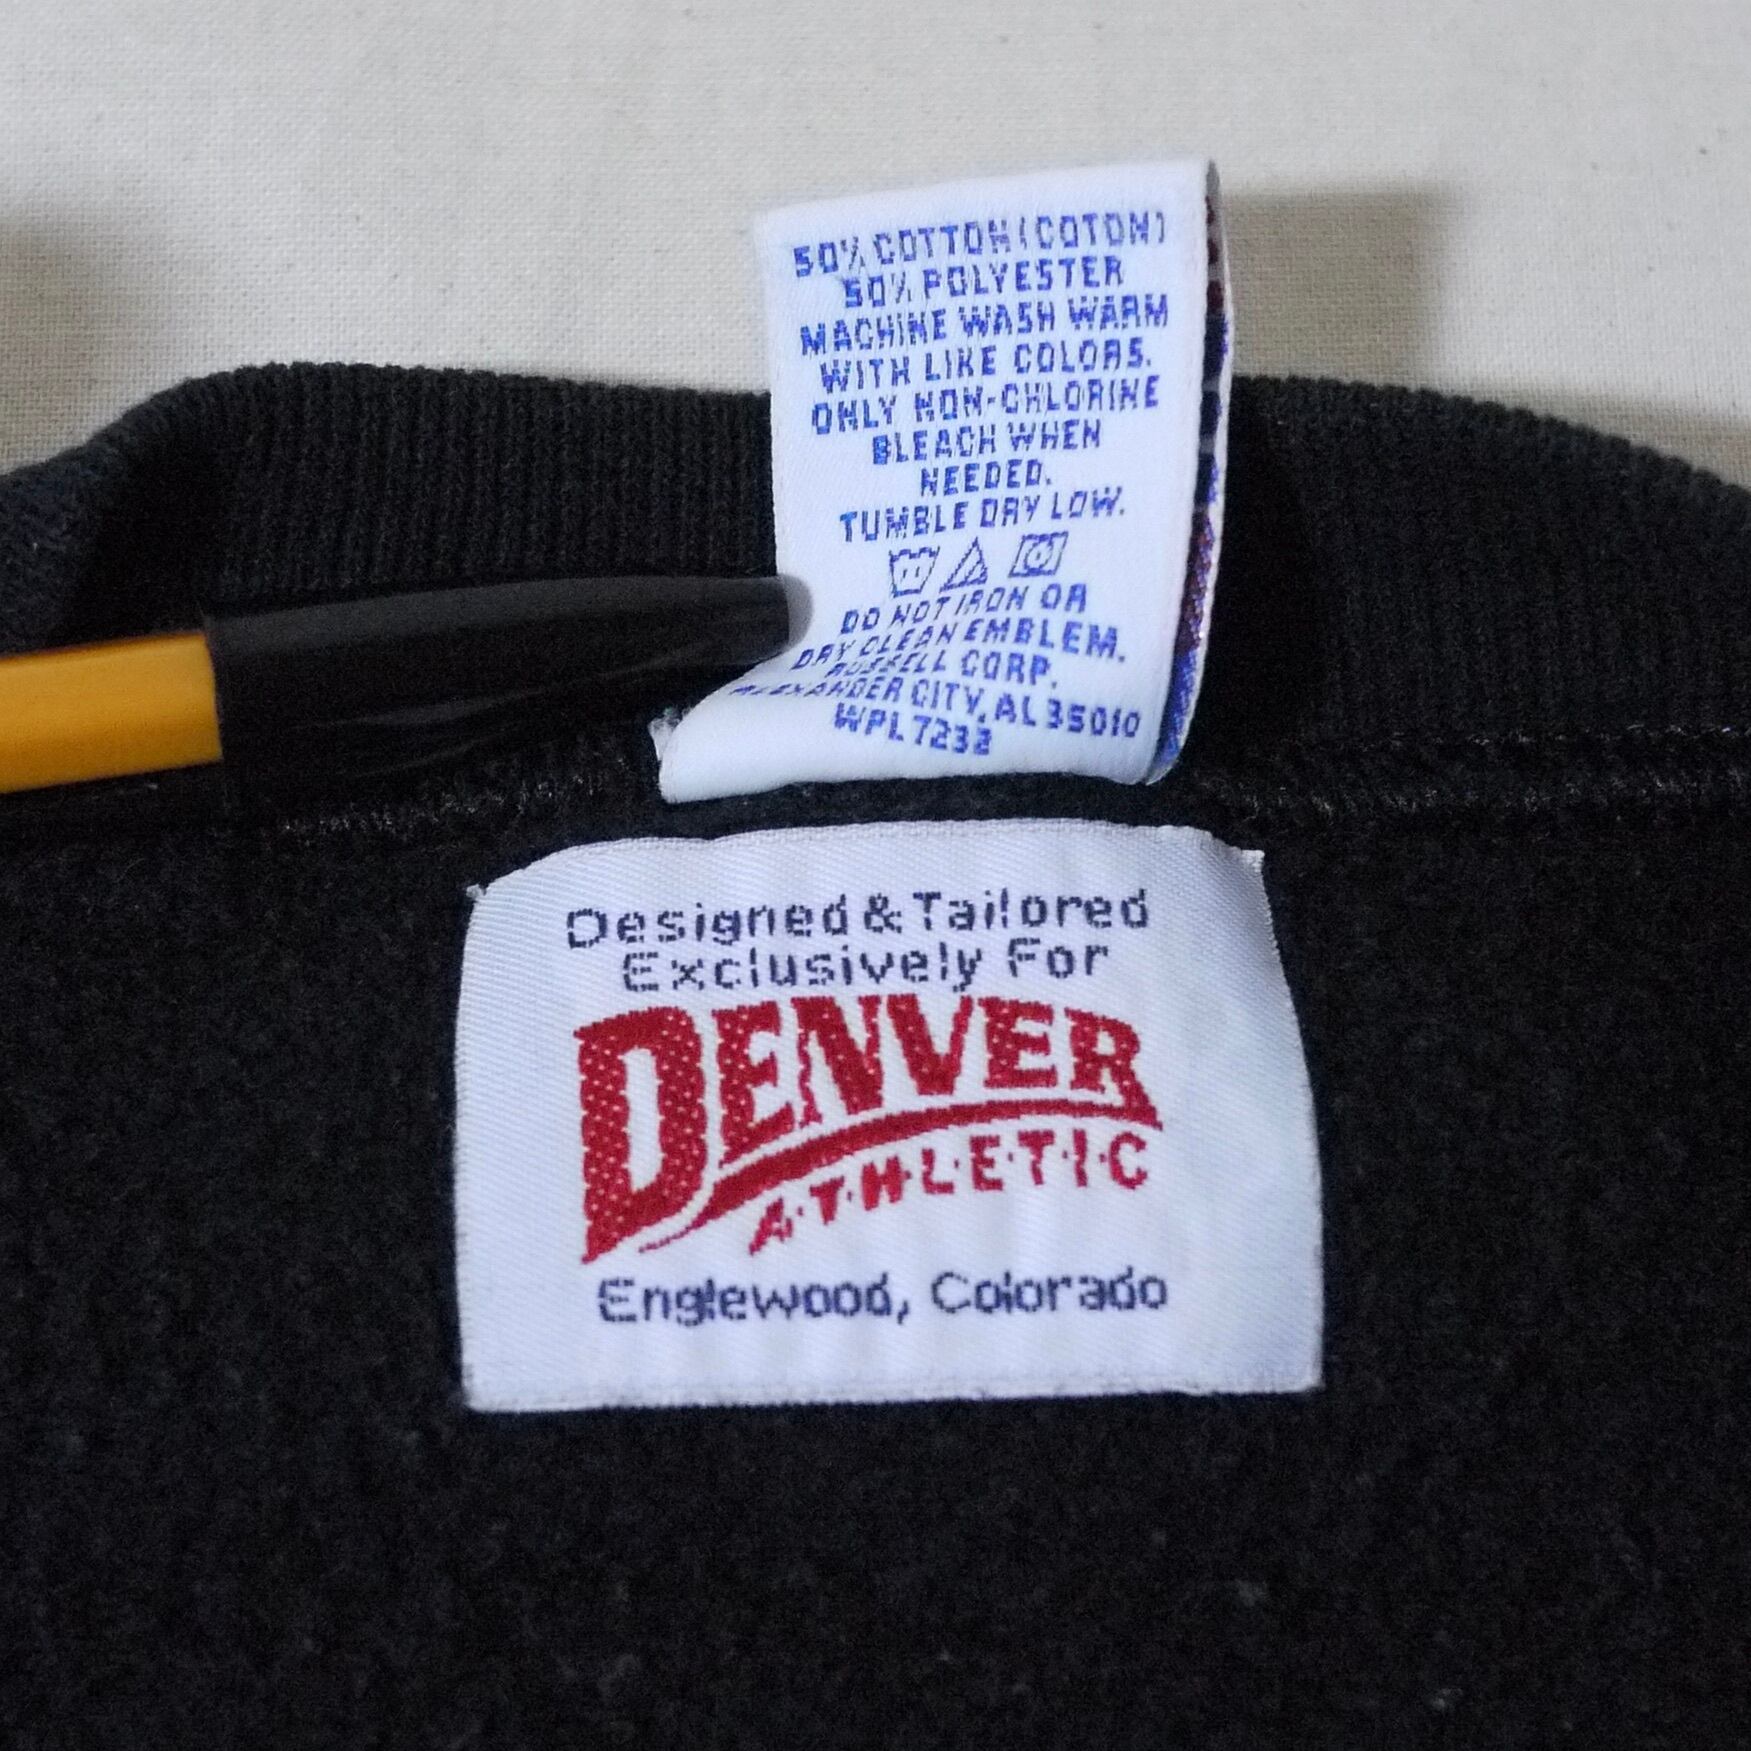 50% COTTON (COTON)
50% POLYESTER
MACHINE WASH WARM
WITH LIKE COLORS.
ONLY NON-CHLORINE
BLEACH WHEN
NEEDED.
TUMBLE DRY LOW.
DO NOT IRON OR
DRY CLEAN EMBLEM.
RUSSELL CORP.
ALEXANDER CITY, AL 35010
WPL 7232
Designed & Tailored
Exclusively For
DENVER
A·T·H·L·E·T·I·C
Englewood, Colorado